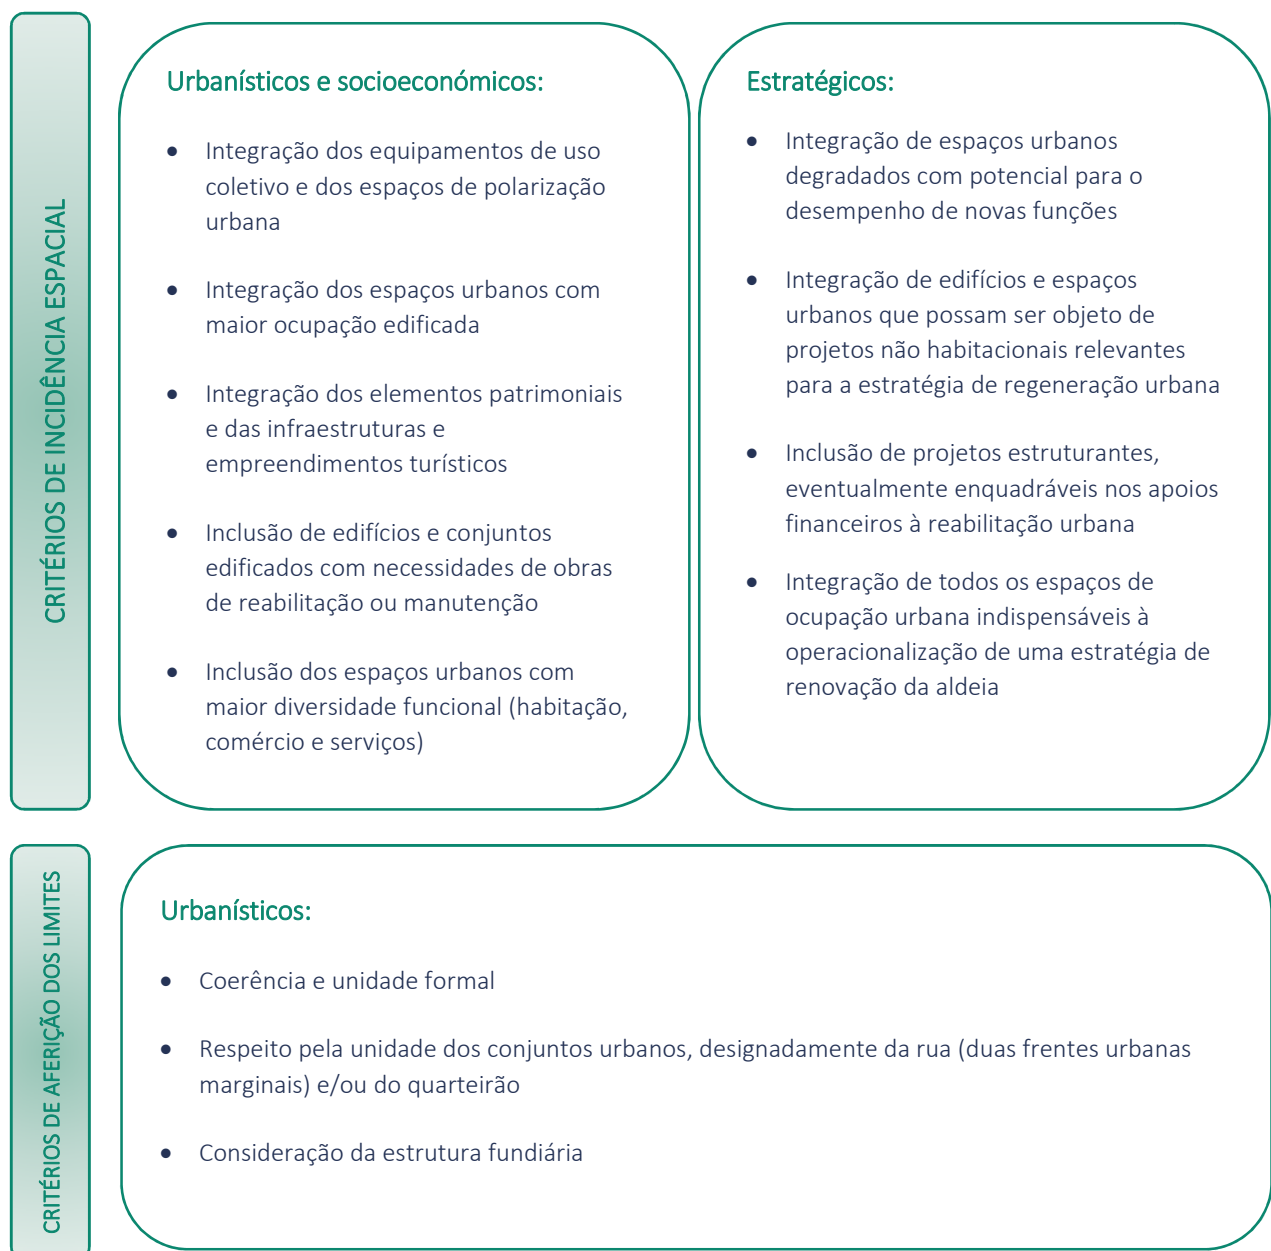 CRITÉRIOS DE INCIDÊNCIA ESPACIAL
Urbanísticos e socioeconómicos:
• Integração dos equipamentos de uso
coletivo e dos espaços de polarização
urbana
• Integração dos espaços urbanos com
maior ocupação edificada
• Integração dos elementos patrimoniais
e das infraestruturas e
empreendimentos turísticos
• Inclusão de edifícios e conjuntos
edificados com necessidades de obras
de reabilitação ou manutenção
• Inclusão dos espaços urbanos com
maior diversidade funcional (habitação,
comércio e serviços)
Estratégicos:
• Integração de espaços urbanos
degradados com potencial para o
desempenho de novas funções
• Integração de edifícios e espaços
urbanos que possam ser objeto de
projetos não habitacionais relevantes
para a estratégia de regeneração urbana
• Inclusão de projetos estruturantes,
eventualmente enquadráveis nos apoios
financeiros à reabilitação urbana
• Integração de todos os espaços de
ocupação urbana indispensáveis à
operacionalização de uma estratégia de
renovação da aldeia
CRITÉRIOS DE AFERIÇÃO DOS LIMITES
Urbanísticos:
• Coerência e unidade formal
• Respeito pela unidade dos conjuntos urbanos, designadamente da rua (duas frentes urbanas
marginais) e/ou do quarteirão
• Consideração da estrutura fundiária